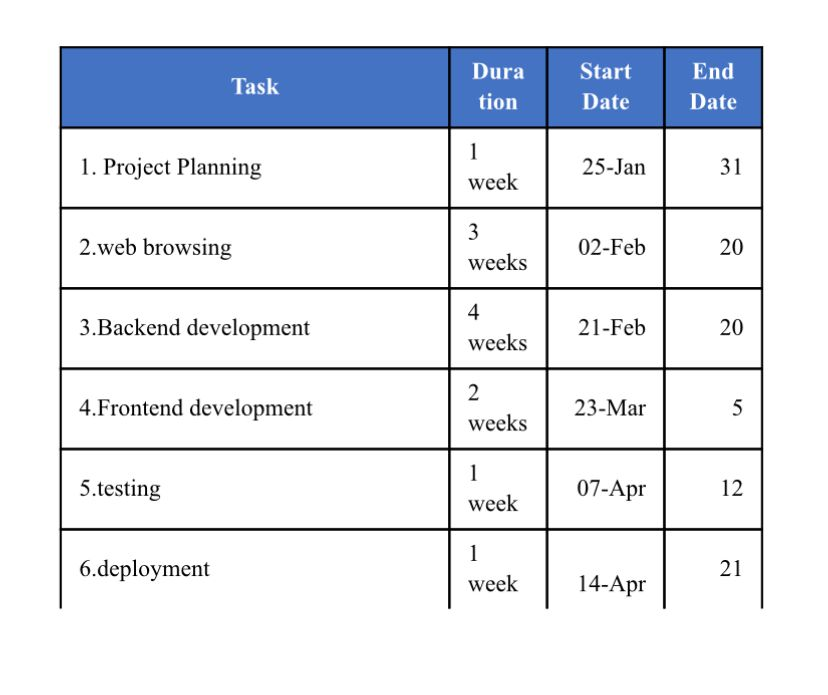 Task Dura tion Start Date End Date
1. Project Planning 1 week 25-Jan 31
2.web browsing 3 weeks 02-Feb 20
3.Backend development 4 weeks 21-Feb 20
4.Frontend development 2 weeks 23-Mar 5
5.testing 1 week 07-Apr 12
6.deployment 1 week 14-Apr 21